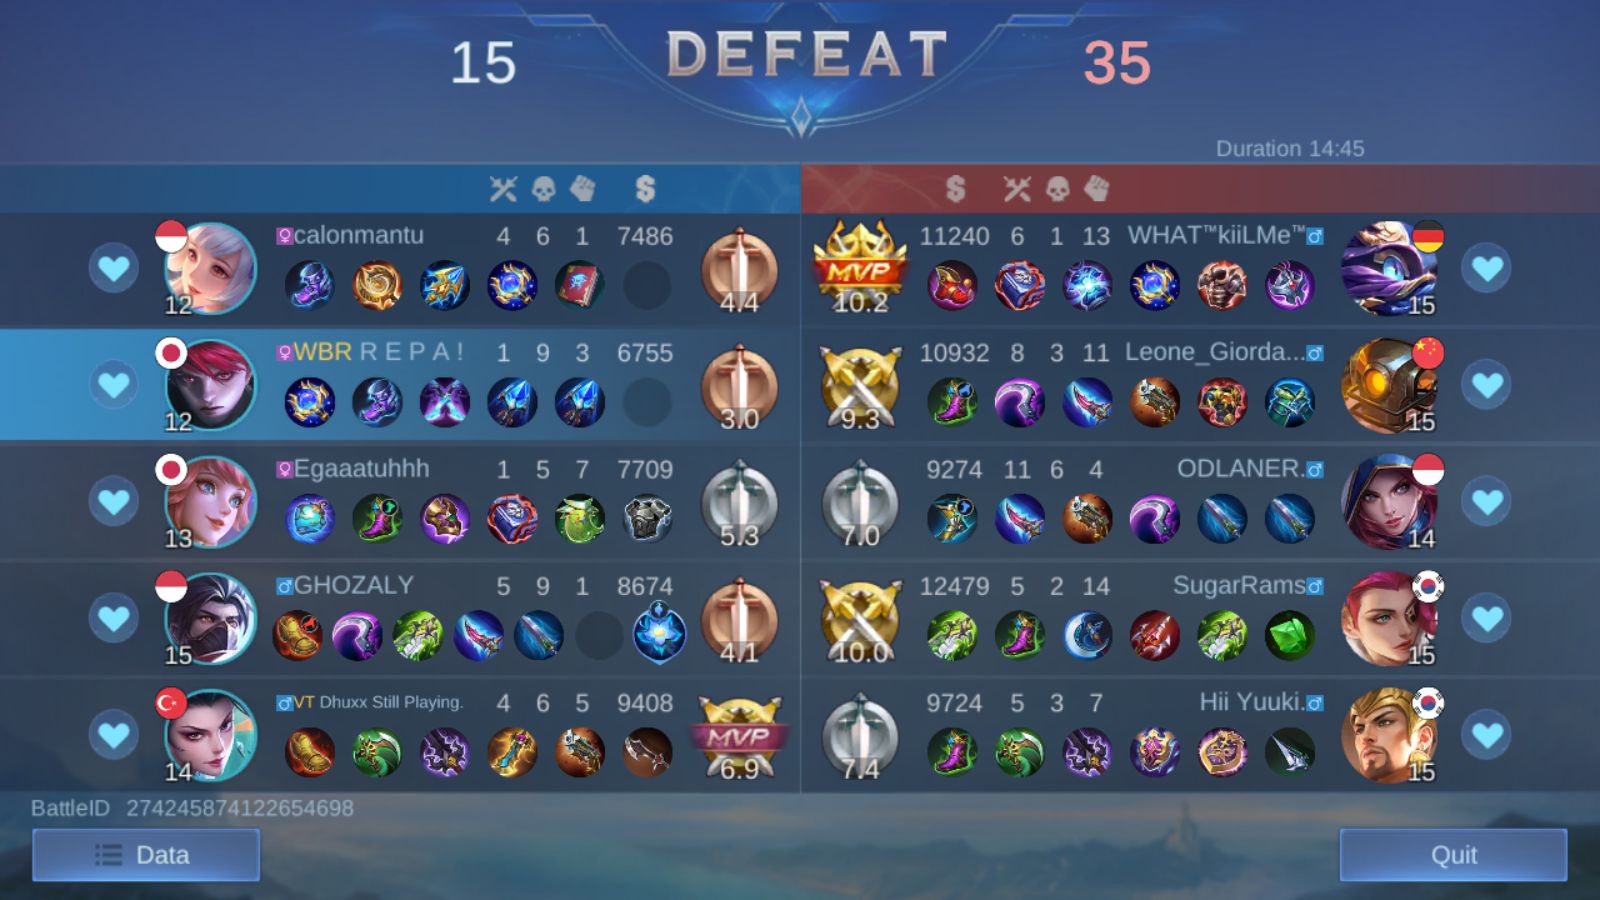 15 DEFEAT 35
Duration 14:45
calonmantu 4 6 1 7486
12 4.4
11240 6 1 13 WHAT™kiiLMe™
MVP 10.2 15
WBR R E P A ! 1 9 3 6755
12 3.0
10932 8 3 11 Leone_Giorda...
9.3 15
Egaaatuhhh 1 5 7 7709
13 5.3
9274 11 6 4 ODLANER.
7.0 14
GHOZALY 5 9 1 8674
15 4.1
12479 5 2 14 SugarRams
10.0 15
VT Dhuxx Still Playing. 4 6 5 9408
14 MVP 6.9
9724 5 3 7 Hii Yuuki.
7.4 15
BattleID 274245874122654698
Data
Quit